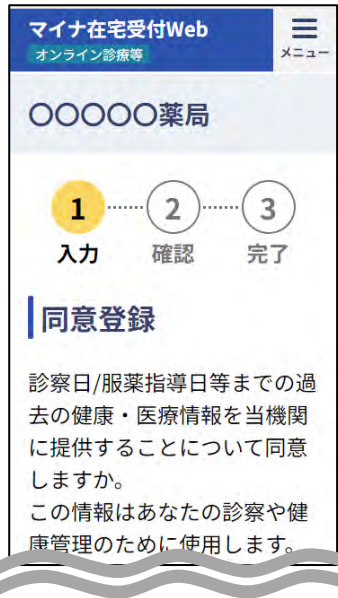 マイナ在宅受付Web
オンライン診療等
メニュー
〇〇〇〇〇薬局
1
2
3
入力
確認
完了
同意登録
診察日/服薬指導日等までの過
去の健康・医療情報を当機関
に提供することについて同意
しますか。
この情報はあなたの診察や健
康管理のために使用します。